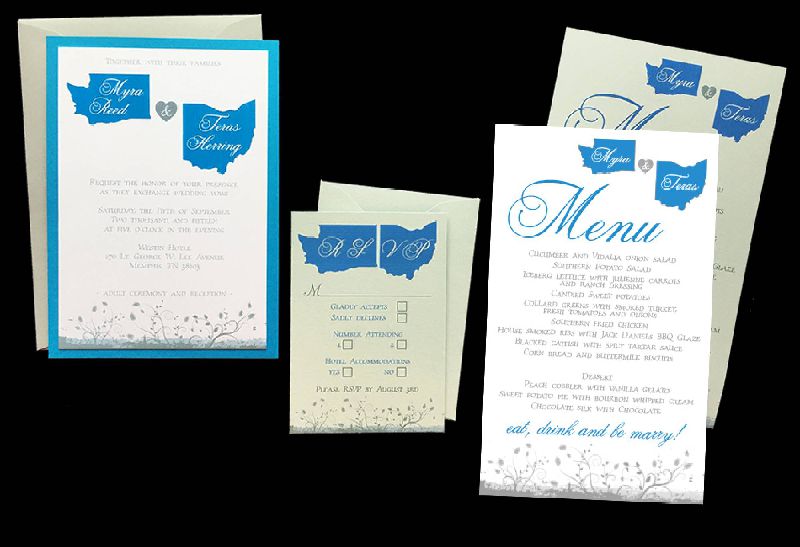 Together with their families
Myra
Reed
&
Teras
Herring
Request the honor of your presence
as they exchange wedding vows
Saturday, the fifth of September
Two thousand and fifteen
at five o'clock in the evening
Westin Hotel
170 Lt. George W. Lee Avenue
Memphis TN 38103
- Adult Ceremony and Reception -
RS VP
M
Gladly accepts
Sadly declines
Number Attending
1 2
Hotel Accommodations
Yes No
Please RSVP by August 3rd
Myra
&
Teras
Menu
Cucumber and Vidalia onion salad
Southern potato Salad
Iceberg lettuce with julienne carrots
and ranch dressing
Candied Sweet potatoes
Collard greens with smoked turkey,
fresh tomatoes and onions
Southern fried chicken
House smoked ribs with Jack Daniels BBQ Glaze
Blacked catfish with spicy tartar sauce
Corn bread and buttermilk biscuits
Dessert
Peach cobbler with vanilla gelato
Sweet potato pie with bourbon whipped cream
Chocolate silk with Chocolate
eat, drink and be marry!
Myra
&
Teras